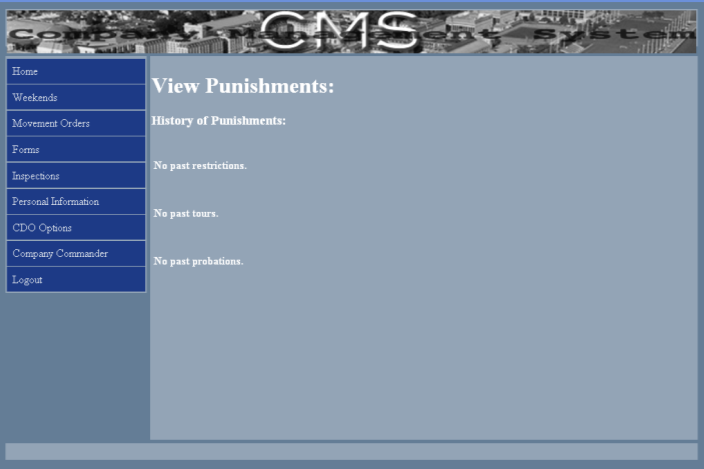 CMS
Company Management System
Home
Weekends
Movement Orders
Forms
Inspections
Personal Information
CDO Options
Company Commander
Logout
View Punishments:
History of Punishments:
No past restrictions.
No past tours.
No past probations.